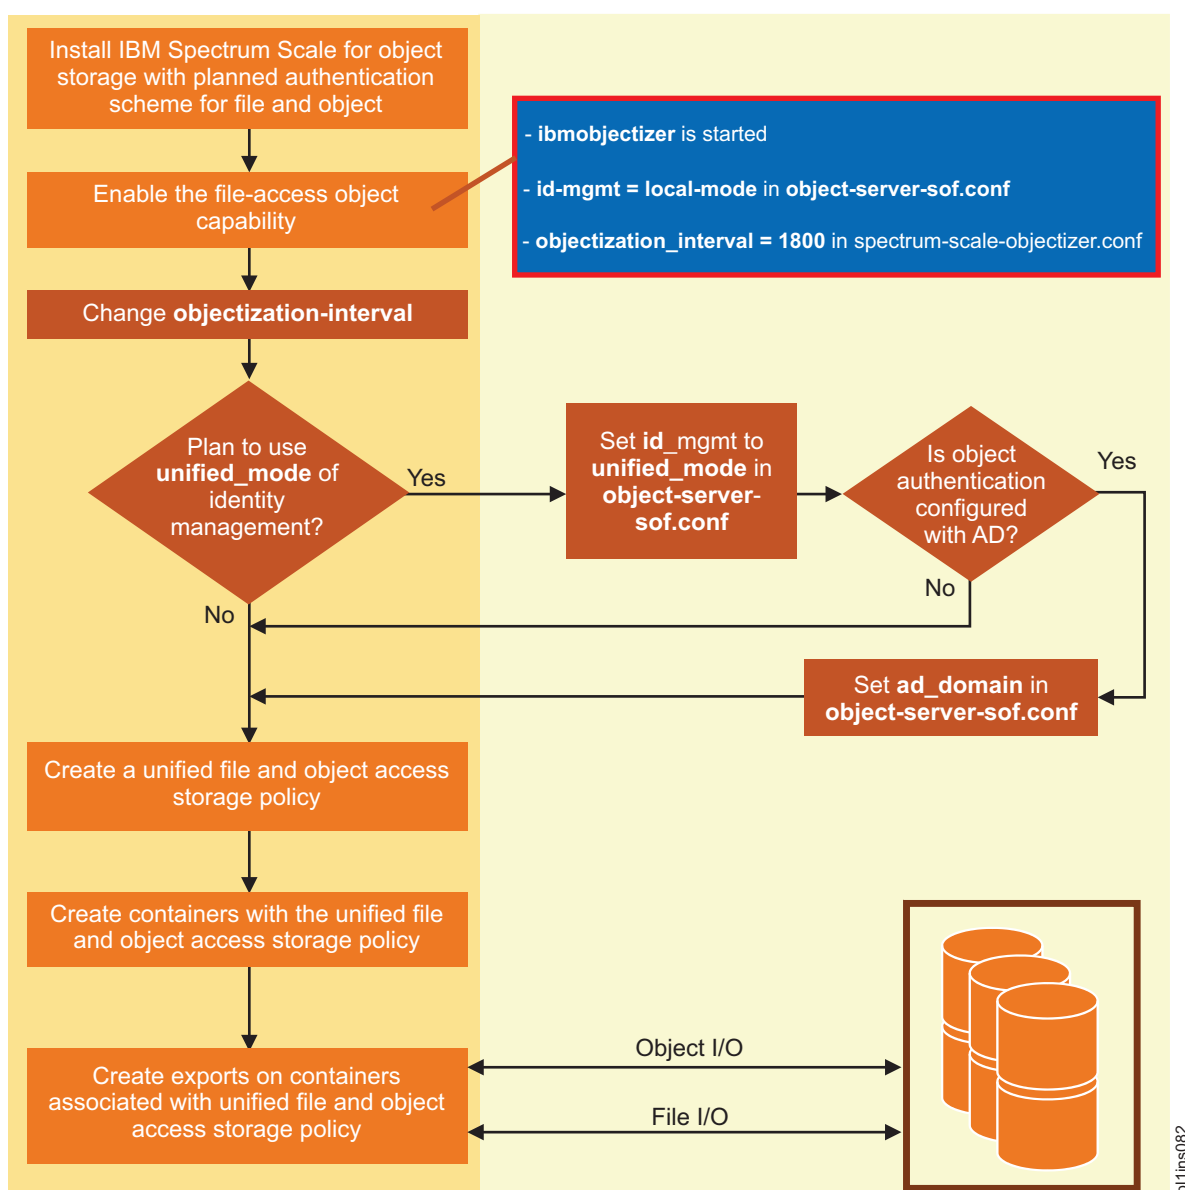 Install IBM Spectrum Scale for object
storage with planned authentication
scheme for file and object
- ibmobjectizer is started
- id-mgmt = local-mode in object-server-sof.conf
- objectization_interval = 1800 in spectrum-scale-objectizer.conf
Enable the file-access object
capability
Change objectization-interval
Plan to use
unified_mode of
identity
management?
Yes
No
Set id_mgmt to
unified_mode in
object-server-
sof.conf
Is object
authentication
configured
with AD?
Yes
No
Set ad_domain in
object-server-sof.conf
Create a unified file and object access
storage policy
Create containers with the unified file
and object access storage policy
Create exports on containers
associated with unified file and object
access storage policy
Object I/O
File I/O